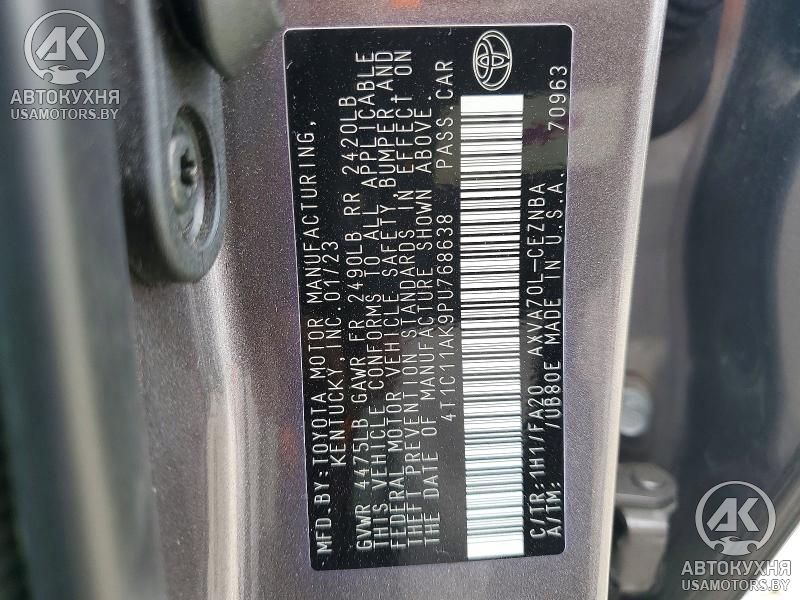 MFD.BY: TOYOTA MOTOR MANUFACTURING,
KENTUCKY, INC. 01/23
GVWR 4475LB GAWR FR 2490LB RR 2420LB
THIS VEHICLE CONFORMS TO ALL APPLICABLE
FEDERAL MOTOR VEHICLE SAFETY, BUMPER, AND
THEFT PREVENTION STANDARDS IN EFFECT ON
THE DATE OF MANUFACTURE SHOWN ABOVE.
4T1C11AK9PU768638 PASS. CAR
C/TR: 1H1/FA20 AXVA70L-CEZNBA
A/TM: /UB80E MADE IN U.S.A. 70963
АК
АВТОКУХНЯ
USAMOTORS.BY
АК
АВТОКУХНЯ
USAMOTORS.BY